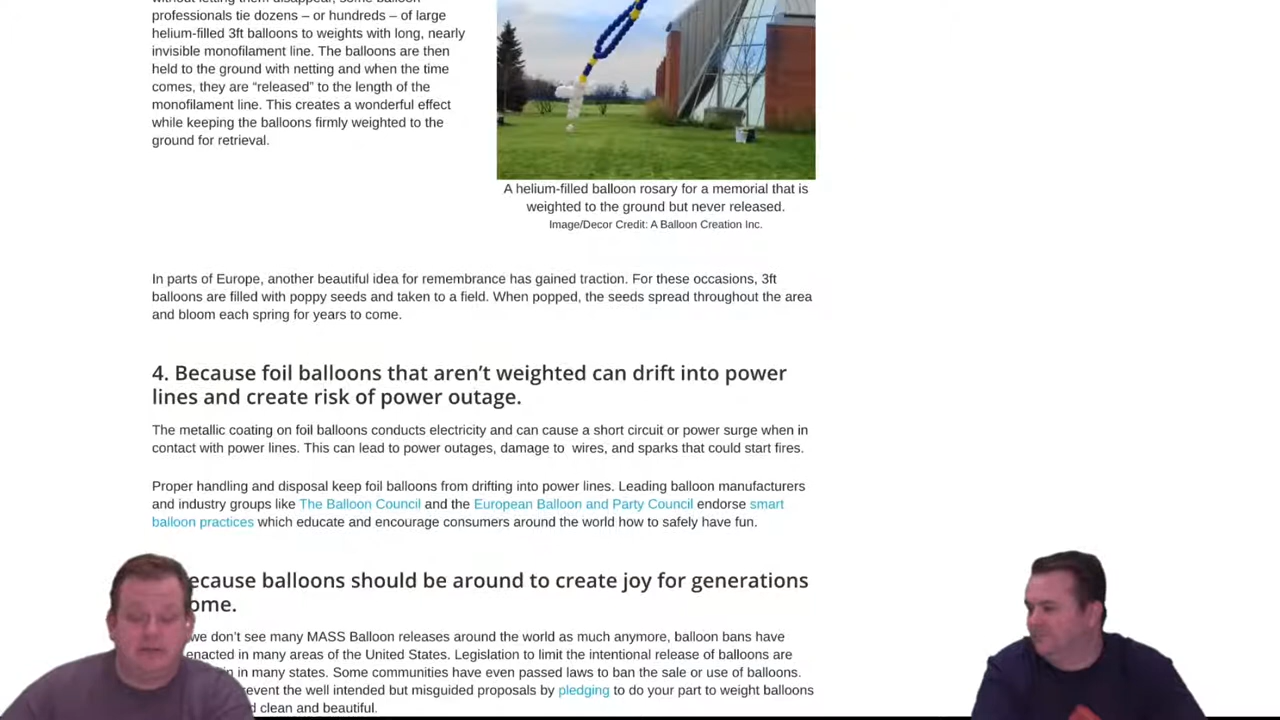 without letting them disappear, some balloon
professionals tie dozens – or hundreds – of large
helium-filled 3ft balloons to weights with long, nearly
invisible monofilament line. The balloons are then
held to the ground with netting and when the time
comes, they are “released” to the length of the
monofilament line. This creates a wonderful effect
while keeping the balloons firmly weighted to the
ground for retrieval.
A helium-filled balloon rosary for a memorial that is
weighted to the ground but never released.
Image/Decor Credit: A Balloon Creation Inc.
In parts of Europe, another beautiful idea for remembrance has gained traction. For these occasions, 3ft
balloons are filled with poppy seeds and taken to a field. When popped, the seeds spread throughout the area
and bloom each spring for years to come.
4. Because foil balloons that aren’t weighted can drift into power
lines and create risk of power outage.
The metallic coating on foil balloons conducts electricity and can cause a short circuit or power surge when in
contact with power lines. This can lead to power outages, damage to  wires, and sparks that could start fires.
Proper handling and disposal keep foil balloons from drifting into power lines. Leading balloon manufacturers
and industry groups like The Balloon Council and the European Balloon and Party Council endorse smart
balloon practices which educate and encourage consumers around the world how to safely have fun.
ecause balloons should be around to create joy for generations
ome.
we don’t see many MASS Balloon releases around the world as much anymore, balloon bans have
enacted in many areas of the United States. Legislation to limit the intentional release of balloons are
in many states. Some communities have even passed laws to ban the sale or use of balloons.
the well intended but misguided proposals by pledging to do your part to weight balloons
clean and beautiful.